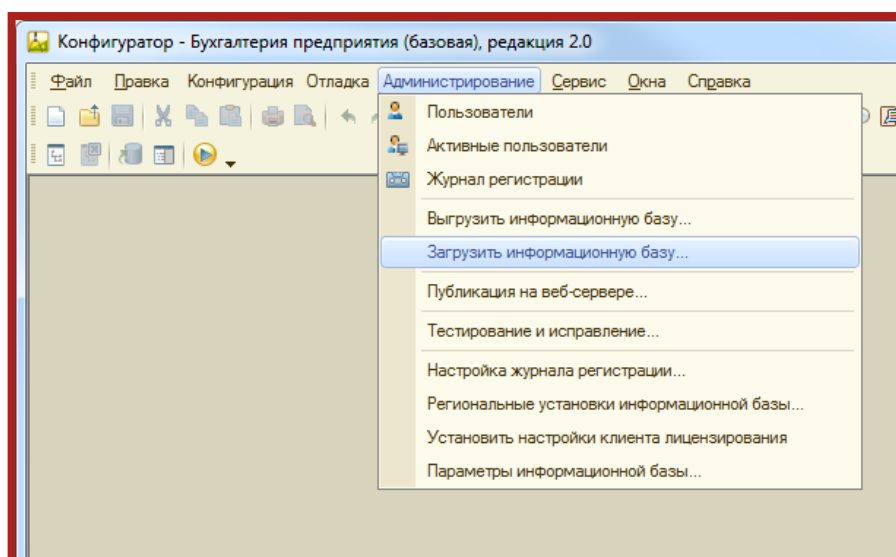 Конфигуратор - Бухгалтерия предприятия (базовая), редакция 2.0
Файл Правка Конфигурация Отладка Администрирование Сервис Окна Справка
Пользователи
Активные пользователи
Журнал регистрации
Выгрузить информационную базу...
Загрузить информационную базу...
Публикация на веб-сервере...
Тестирование и исправление...
Настройка журнала регистрации...
Региональные установки информационной базы...
Установить настройки клиента лицензирования
Параметры информационной базы...